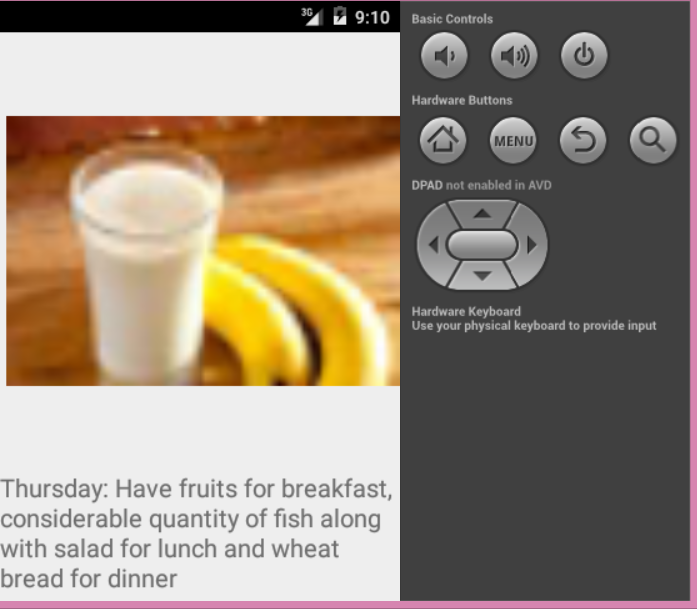 3G 9:10
Thursday: Have fruits for breakfast,
considerable quantity of fish along
with salad for lunch and wheat
bread for dinner
Basic Controls
Hardware Buttons
MENU
DPAD not enabled in AVD
Hardware Keyboard
Use your physical keyboard to provide input